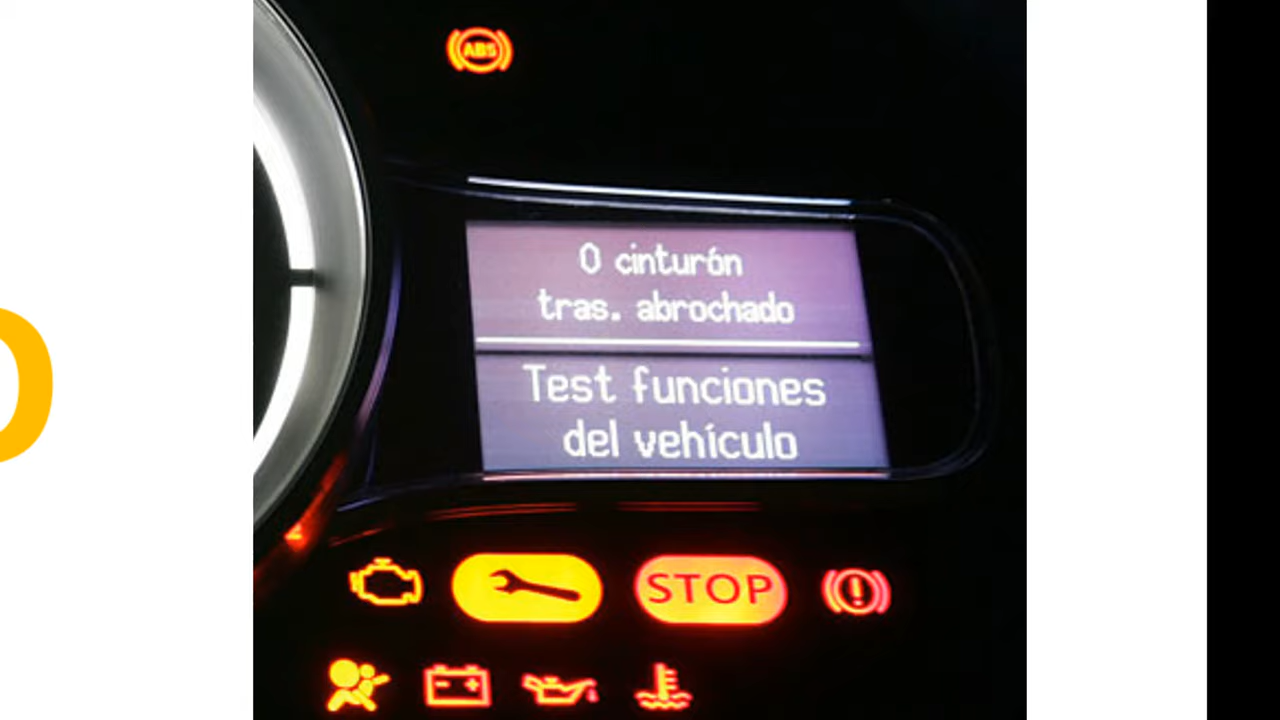 ABS
0 cinturón
tras. abrochado
Test funciones
del vehículo
STOP